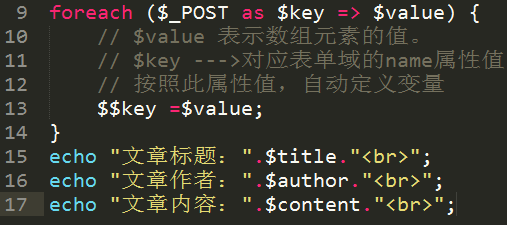 9 foreach ($_POST as $key => $value) {
10 // $value 表示数组元素的值。
11 // $key --->对应表单域的name属性值
12 // 按照此属性值，自动定义变量
13 $$key =$value;
14 }
15 echo "文章标题：".$title."<br>";
16 echo "文章作者：".$author."<br>";
17 echo "文章内容：".$content."<br>";